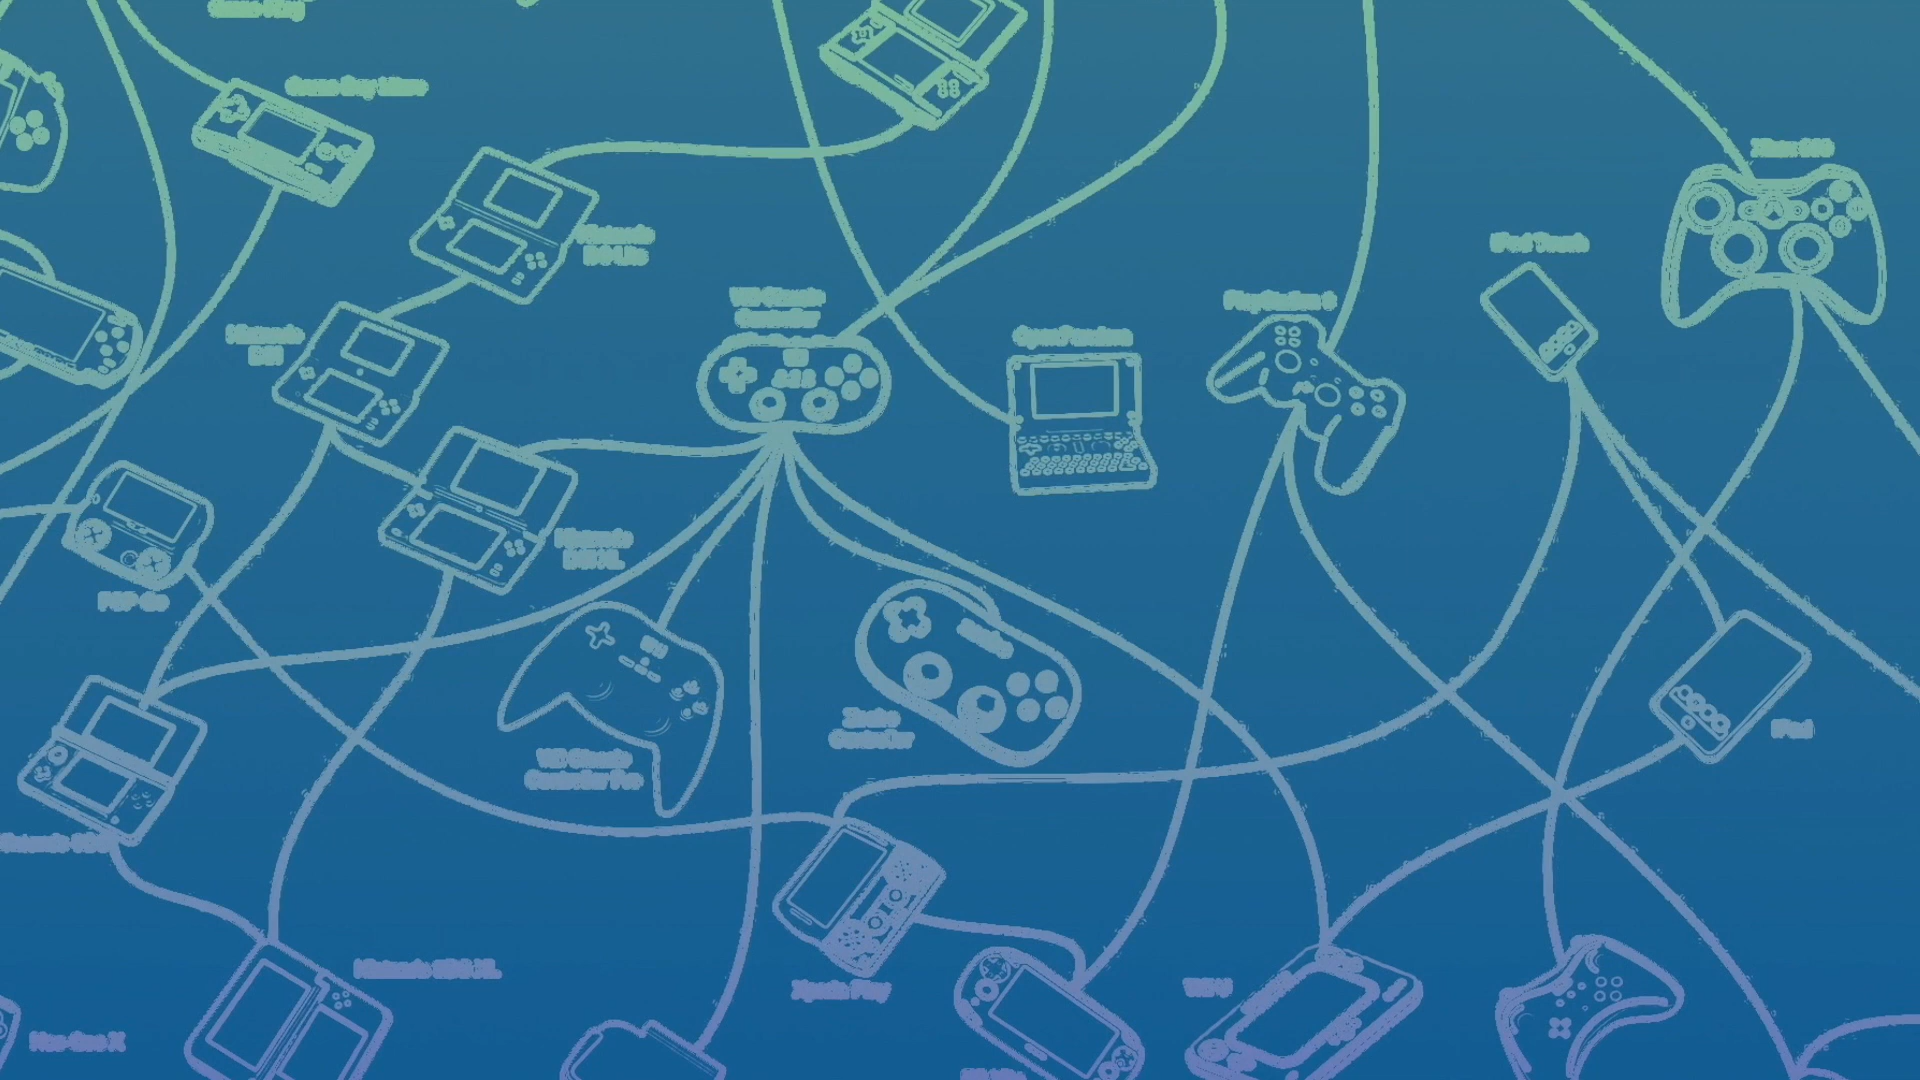 Game Boy Micro
Xbox 360
Nintendo
DS Lite
iPod Touch
Wii Classic
Controller
PlayStation 3
Nintendo
DSi
OpenPandora
Nintendo
DSi XL
PSP Go
Zeebo
Controller
iPad
Wii Classic
Controller Pro
Nintendo 3DS
Nintendo 3DS XL
Xperia Play
Wii U
Neo-Geo X